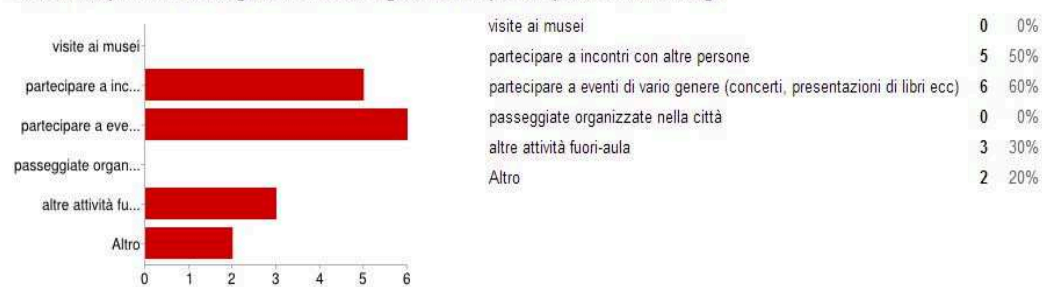 visite ai musei
partecipare a inc...
partecipare a eve...
passeggiate organ...
altre attività fu...
Altro
0 1 2 3 4 5 6
visite ai musei 0 0%
partecipare a incontri con altre persone 5 50%
partecipare a eventi di vario genere (concerti, presentazioni di libri ecc) 6 60%
passeggiate organizzate nella città 0 0%
altre attività fuori-aula 3 30%
Altro 2 20%